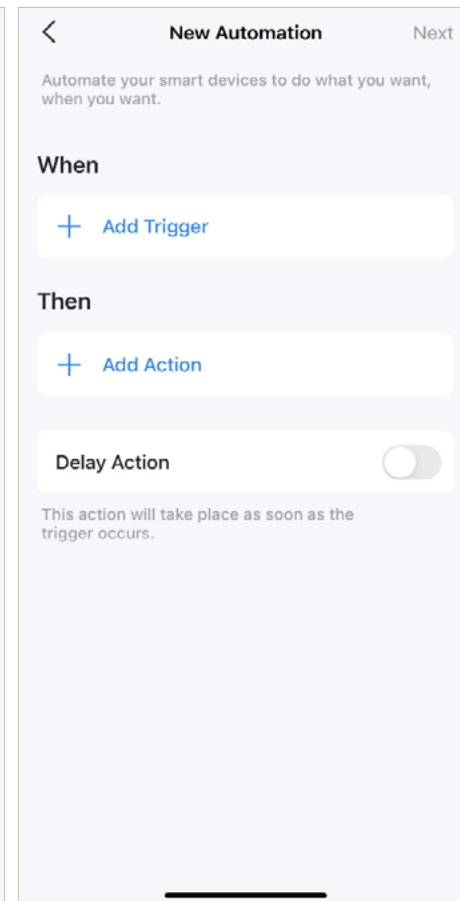 New Automation Next
Automate your smart devices to do what you want,
when you want.
When
Add Trigger
Then
Add Action
Delay Action
This action will take place as soon as the
trigger occurs.